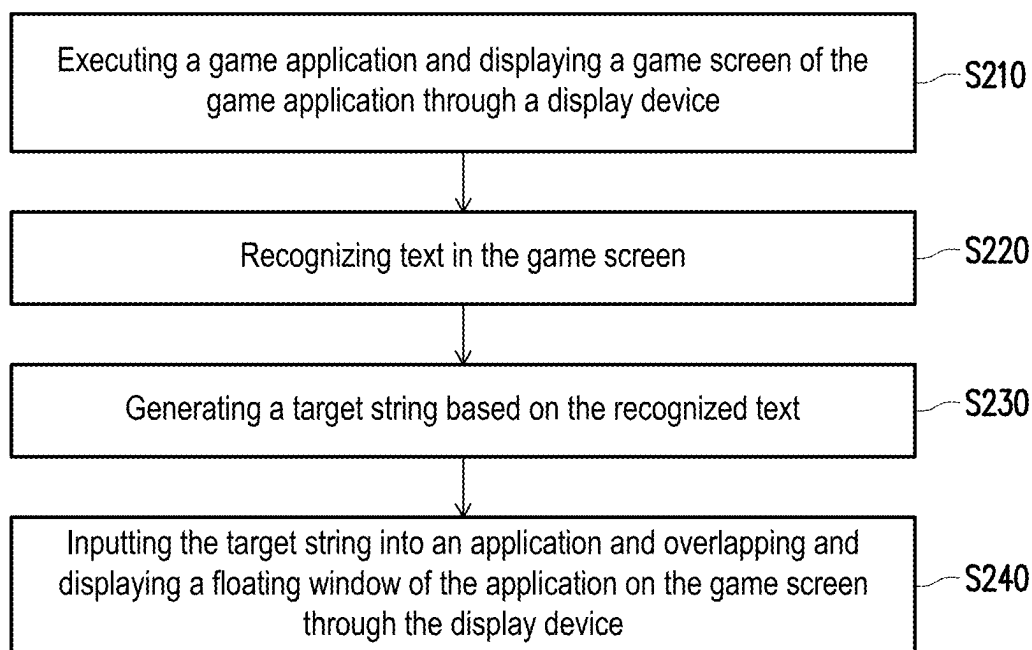 Executing a game application and displaying a game screen of the
game application through a display device
S210
Recognizing text in the game screen
S220
Generating a target string based on the recognized text
S230
Inputting the target string into an application and overlapping and
displaying a floating window of the application on the game screen
through the display device
S240